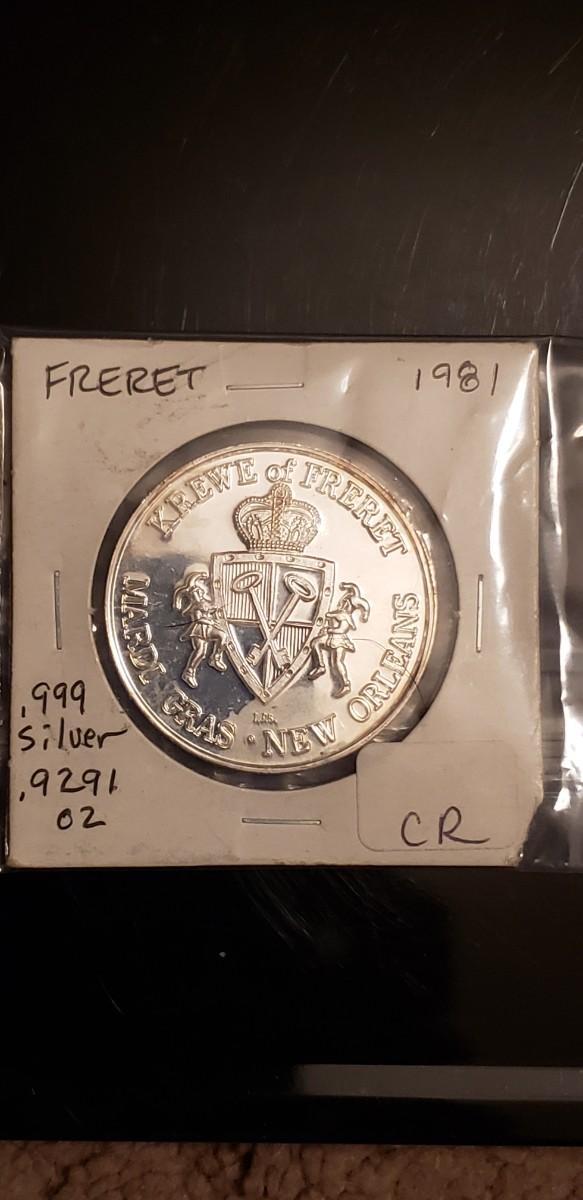 FRERET 1981
KREWE of FRERET
MARDI GRAS • NEW ORLEANS
.999
silver
.9291
oz
CR